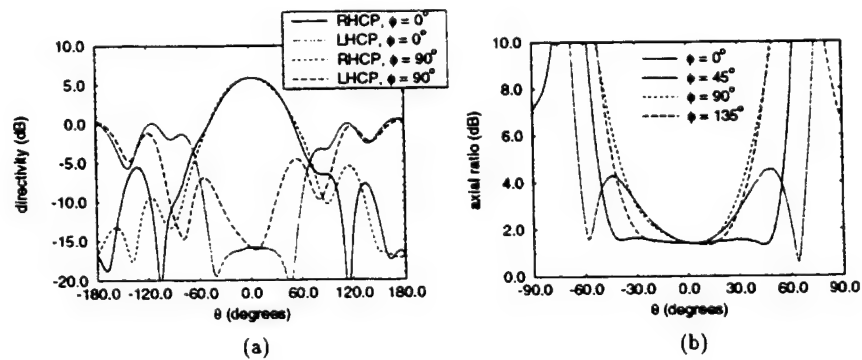 RHCP, ϕ = 0°
LHCP, ϕ = 0°
RHCP, ϕ = 90°
LHCP, ϕ = 90°
10.0
5.0
0.0
-5.0
-10.0
-15.0
-20.0
directivity (dB)
-180.0 -120.0 -60.0 0.0 60.0 120.0 180.0
θ (degrees)
(a)
ϕ = 0°
ϕ = 45°
ϕ = 90°
ϕ = 135°
10.0
8.0
6.0
4.0
2.0
0.0
axial ratio (dB)
-90.0 -60.0 -30.0 0.0 30.0 60.0 90.0
θ (degrees)
(b)